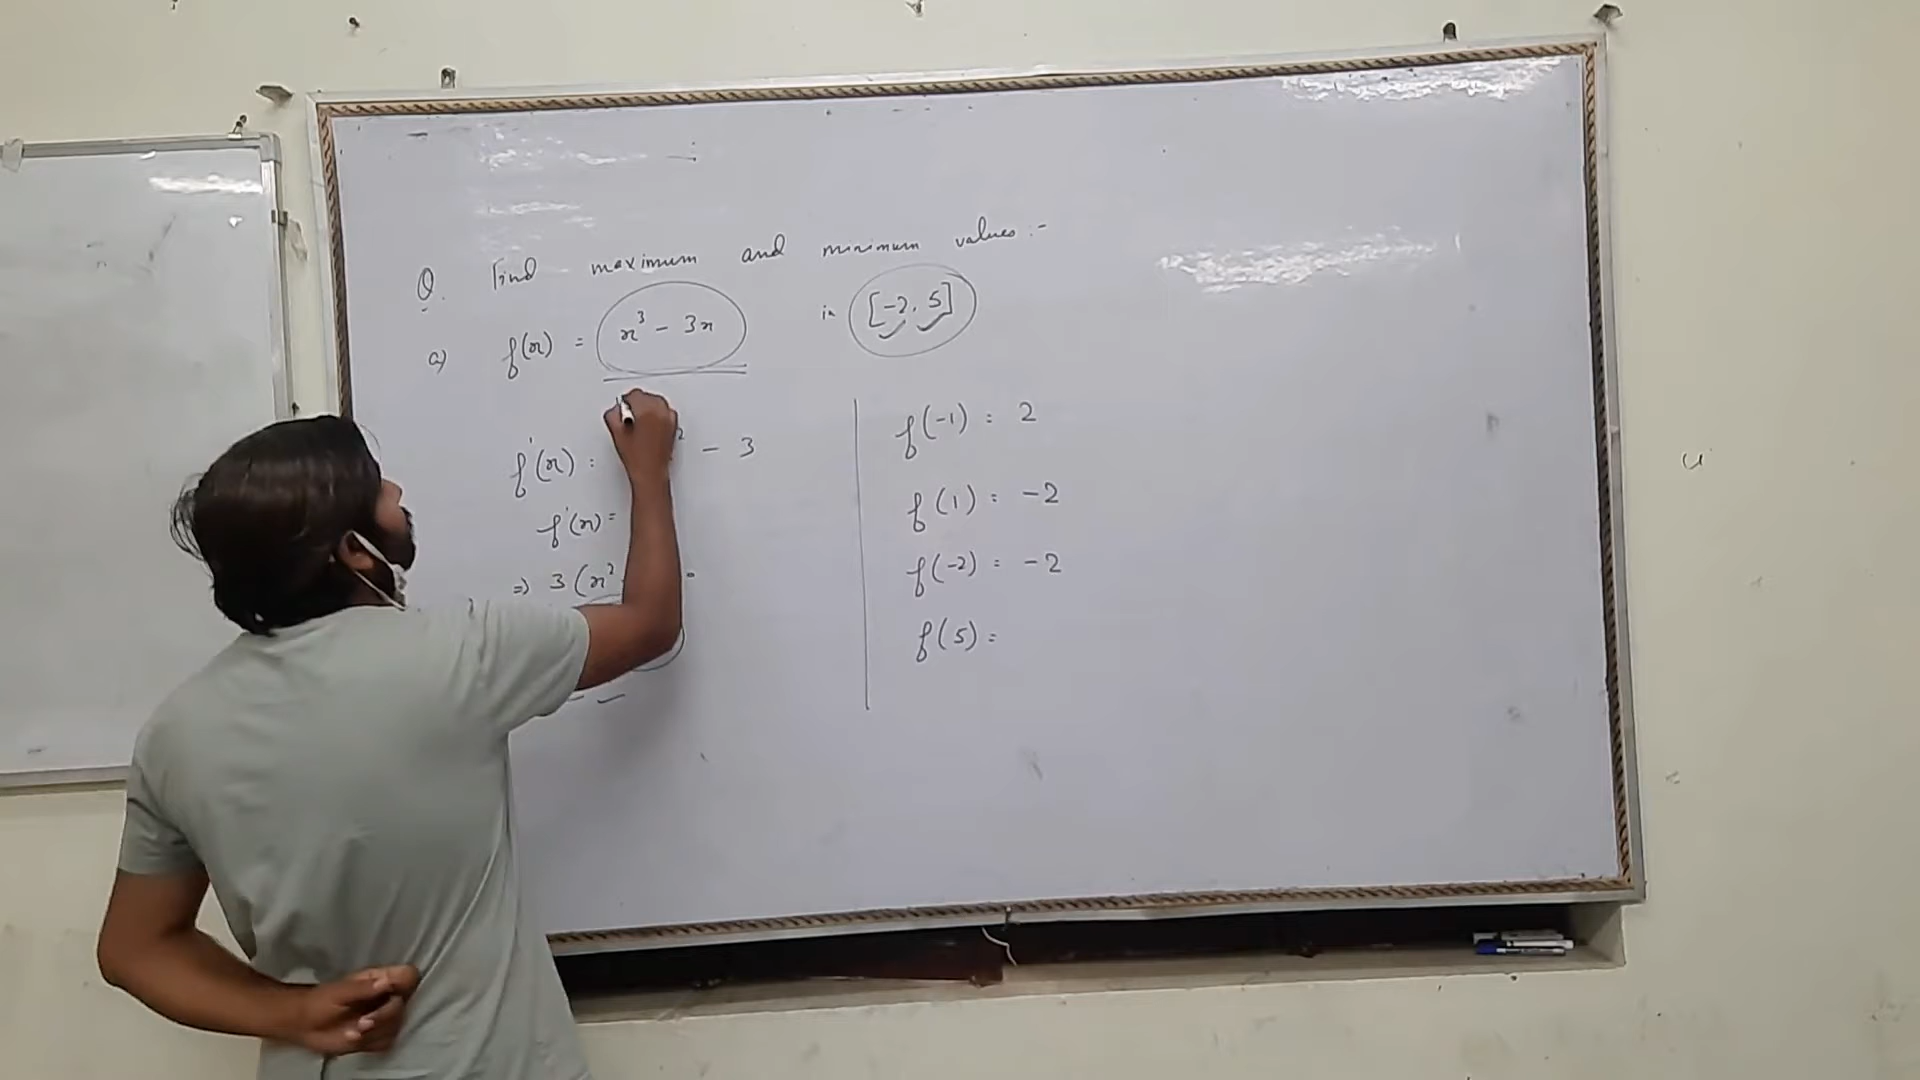 Q. Find maximum and minimum values :-
a) f(x) = x³ - 3x in [-2, 5]
f'(x) = ² - 3
f'(x) =
⇒ 3(x²
f(-1) = 2
f(1) = -2
f(-2) = -2
f(5) =